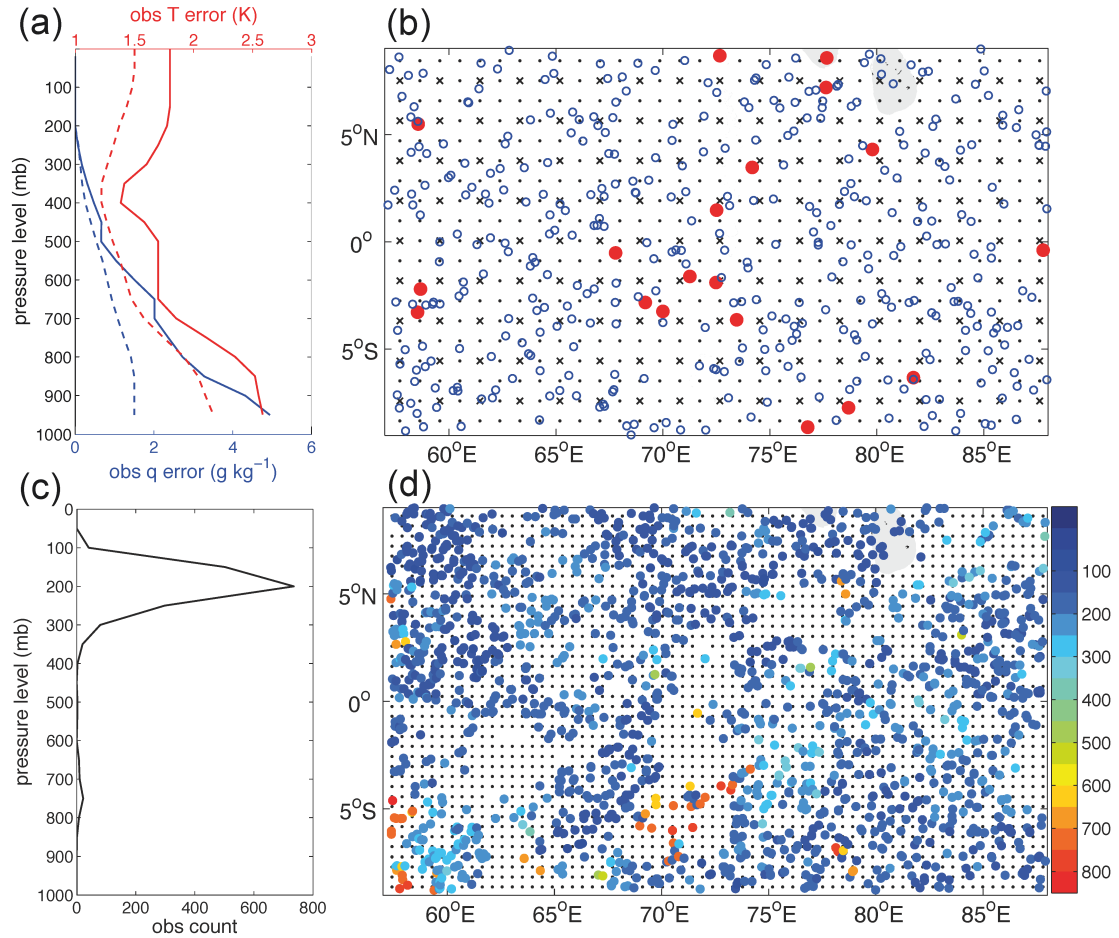 (a)
obs T error (K)
1 1.5 2 2.5 3
pressure level (mb)
100
200
300
400
500
600
700
800
900
1000
0 2 4 6
obs q error (g kg⁻¹)
(b)
5°N
0°
5°S
60°E 65°E 70°E 75°E 80°E 85°E
(c)
pressure level (mb)
0
100
200
300
400
500
600
700
800
900
1000
0 200 400 600 800
obs count
(d)
5°N
0°
5°S
60°E 65°E 70°E 75°E 80°E 85°E
100
200
300
400
500
600
700
800